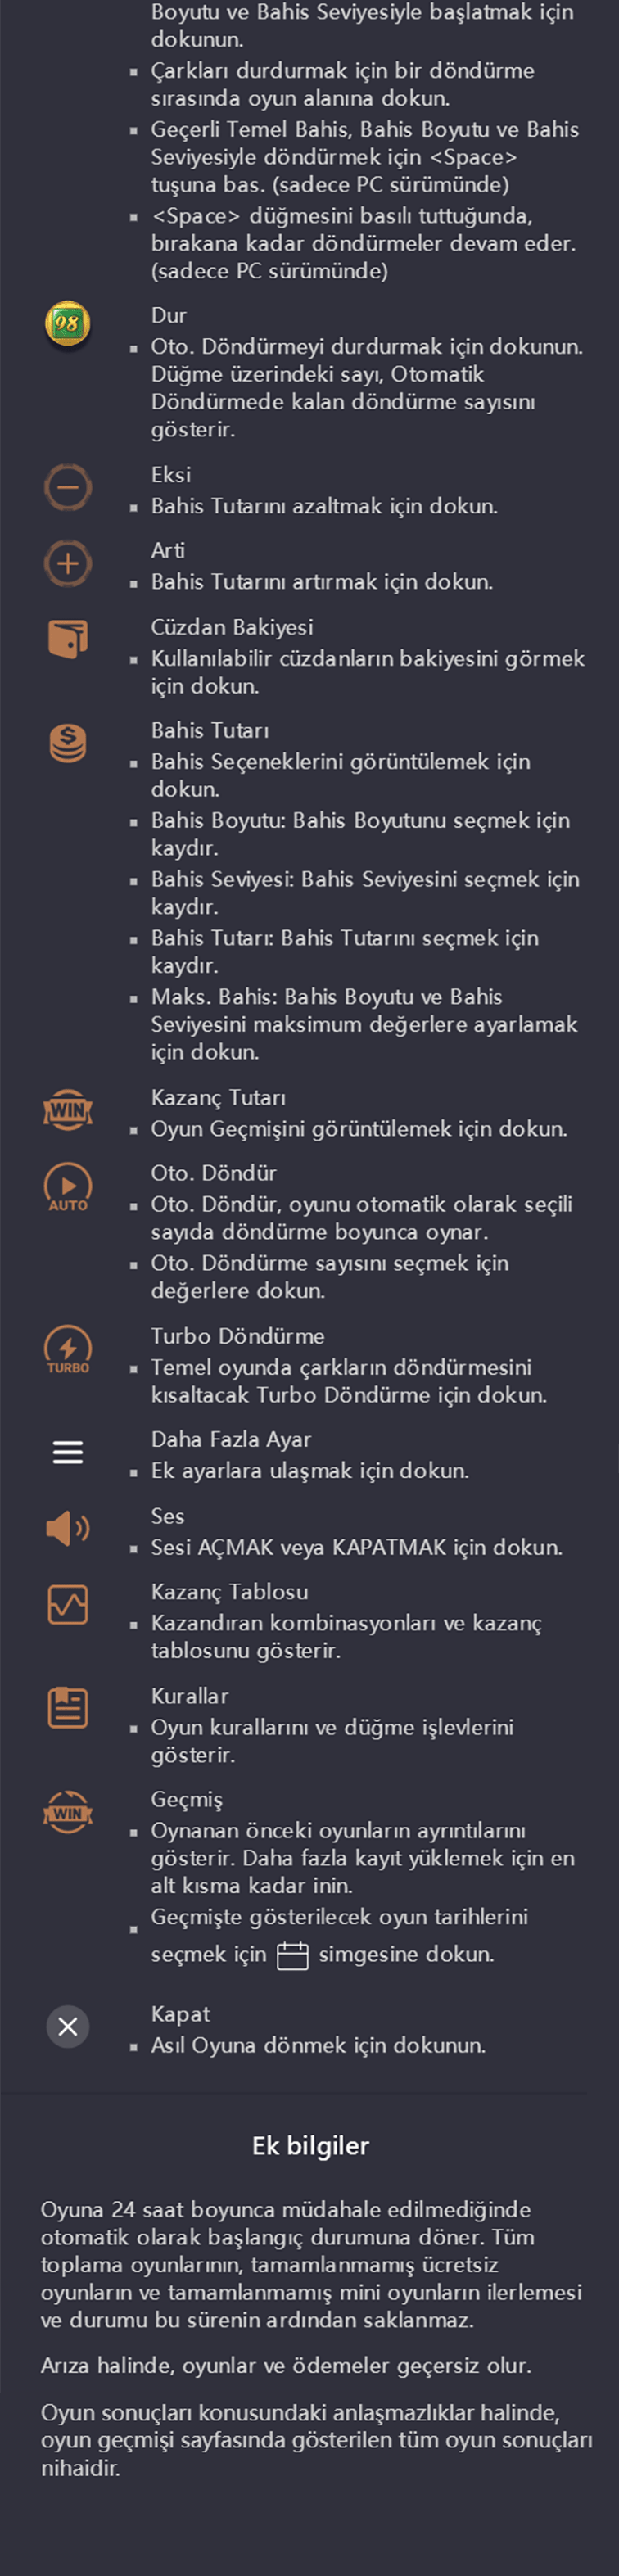 Boyutu ve Bahis Seviyesiyle başlatmak için
dokunun.
Çarkları durdurmak için bir döndürme
sırasında oyun alanına dokun.
Geçerli Temel Bahis, Bahis Boyutu ve Bahis
Seviyesiyle döndürmek için <Space>
tuşuna bas. (sadece PC sürümünde)
<Space> düğmesini basılı tuttuğunda,
bırakana kadar döndürmeler devam eder.
(sadece PC sürümünde)
98
Dur
Oto. Döndürmeyi durdurmak için dokunun.
Düğme üzerindeki sayı, Otomatik
Döndürmede kalan döndürme sayısını
gösterir.
Eksi
Bahis Tutarını azaltmak için dokun.
Arti
Bahis Tutarını artırmak için dokun.
Cüzdan Bakiyesi
Kullanılabilir cüzdanların bakiyesini görmek
için dokun.
Bahis Tutarı
Bahis Seçeneklerini görüntülemek için
dokun.
Bahis Boyutu: Bahis Boyutunu seçmek için
kaydır.
Bahis Seviyesi: Bahis Seviyesini seçmek için
kaydır.
Bahis Tutarı: Bahis Tutarını seçmek için
kaydır.
Maks. Bahis: Bahis Boyutu ve Bahis
Seviyesini maksimum değerlere ayarlamak
için dokun.
WIN
Kazanç Tutarı
Oyun Geçmişini görüntülemek için dokun.
AUTO
Oto. Döndür
Oto. Döndür, oyunu otomatik olarak seçili
sayıda döndürme boyunca oynar.
Oto. Döndürme sayısını seçmek için
değerlere dokun.
TURBO
Turbo Döndürme
Temel oyunda çarkların döndürmesini
kısaltacak Turbo Döndürme için dokun.
Daha Fazla Ayar
Ek ayarlara ulaşmak için dokun.
Ses
Sesi AÇMAK veya KAPATMAK için dokun.
Kazanç Tablosu
Kazandıran kombinasyonları ve kazanç
tablosunu gösterir.
Kurallar
Oyun kurallarını ve düğme işlevlerini
gösterir.
WIN
Geçmiş
Oynanan önceki oyunların ayrıntılarını
gösterir. Daha fazla kayıt yüklemek için en
alt kısma kadar inin.
Geçmişte gösterilecek oyun tarihlerini
seçmek için simgesine dokun.
Kapat
Asıl Oyuna dönmek için dokunun.
Ek bilgiler
Oyuna 24 saat boyunca müdahale edilmediğinde
otomatik olarak başlangıç durumuna döner. Tüm
toplama oyunlarının, tamamlanmamış ücretsiz
oyunların ve tamamlanmamış mini oyunların ilerlemesi
ve durumu bu sürenin ardından saklanmaz.
Arıza halinde, oyunlar ve ödemeler geçersiz olur.
Oyun sonuçları konusundaki anlaşmazlıklar halinde,
oyun geçmişi sayfasında gösterilen tüm oyun sonuçları
nihaidir.